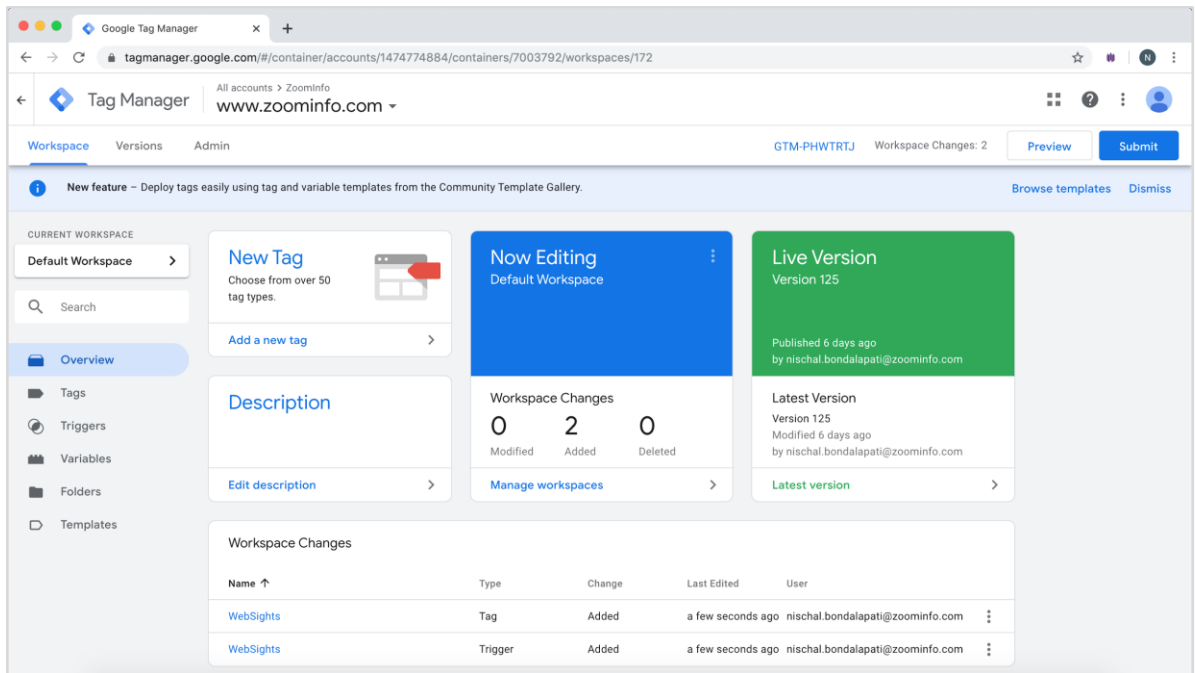 Google Tag Manager
tagmanager.google.com/#/container/accounts/1474774884/containers/7003792/workspaces/172
N
Tag Manager
All accounts > ZoomInfo
www.zoominfo.com
Workspace Versions Admin
GTM-PHWTRTJ Workspace Changes: 2 Preview Submit
New feature – Deploy tags easily using tag and variable templates from the Community Template Gallery.
Browse templates Dismiss
CURRENT WORKSPACE
Default Workspace
Search
Overview
Tags
Triggers
Variables
Folders
Templates
New Tag
Choose from over 50
tag types.
Add a new tag
Description
Edit description
Now Editing
Default Workspace
Workspace Changes
0 2 0
Modified Added Deleted
Manage workspaces
Live Version
Version 125
Published 6 days ago
by nischal.bondalapati@zoominfo.com
Latest Version
Version 125
Modified 6 days ago
by nischal.bondalapati@zoominfo.com
Latest version
Workspace Changes
Name Type Change Last Edited User
WebSights Tag Added a few seconds ago nischal.bondalapati@zoominfo.com
WebSights Trigger Added a few seconds ago nischal.bondalapati@zoominfo.com